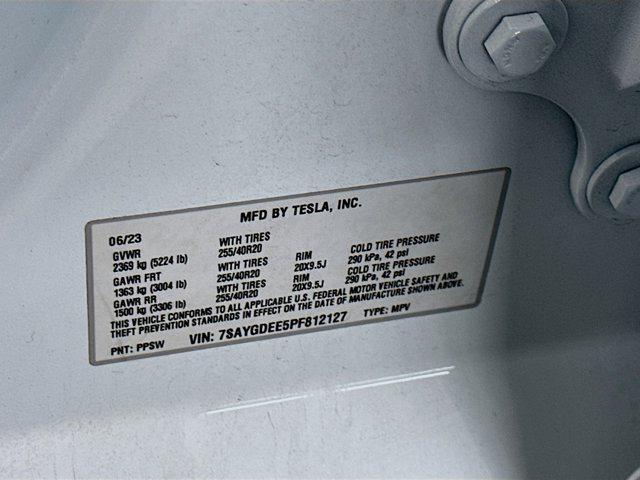 MFD BY TESLA, INC.
06/23
GVWR WITH TIRES
2369 kg (5224 lb) 255/40R20 RIM COLD TIRE PRESSURE
GAWR FRT WITH TIRES 20X9.5J 290 kPa, 42 psi
1363 kg (3004 lb) 255/40R20 RIM COLD TIRE PRESSURE
GAWR RR WITH TIRES 20X9.5J 290 kPa, 42 psi
1500 kg (3306 lb) 255/40R20
THIS VEHICLE CONFORMS TO ALL APPLICABLE U.S. FEDERAL MOTOR VEHICLE SAFETY AND
THEFT PREVENTION STANDARDS IN EFFECT ON THE DATE OF MANUFACTURE SHOWN ABOVE.
PNT: PPSW VIN: 7SAYGDEE5PF812127 TYPE: MPV